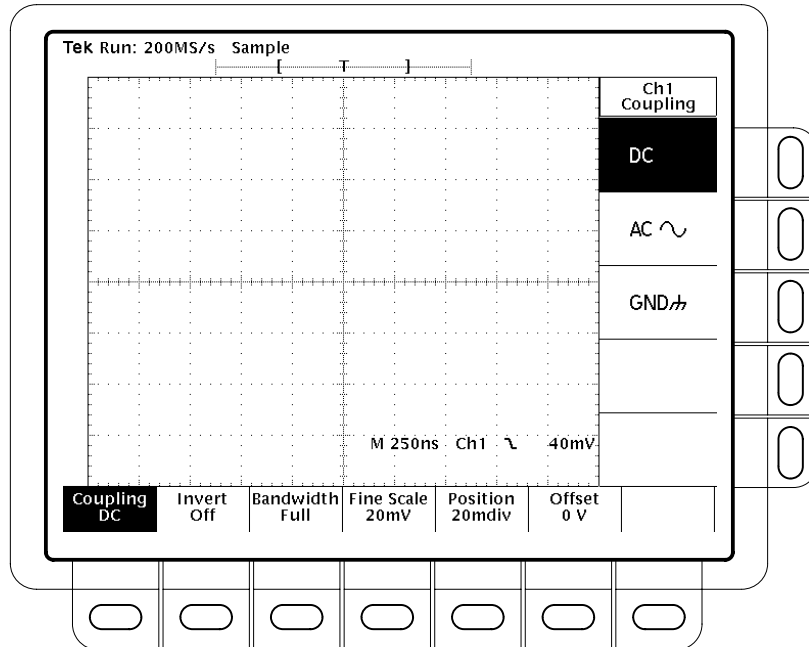 Tek Run: 200MS/s Sample
[ T ]
Ch1
Coupling
DC
AC
GND
M 250ns Ch1 40mV
Coupling
DC
Invert
Off
Bandwidth
Full
Fine Scale
20mV
Position
20mdiv
Offset
0 V